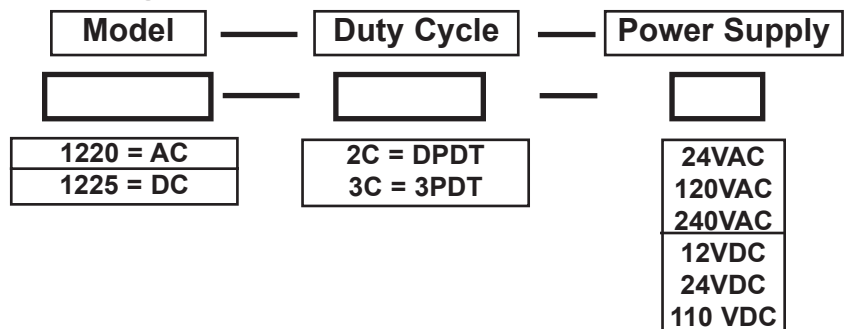 Model — Duty Cycle — Power Supply
1220 = AC
1225 = DC
2C = DPDT
3C = 3PDT
24VAC
120VAC
240VAC
12VDC
24VDC
110 VDC